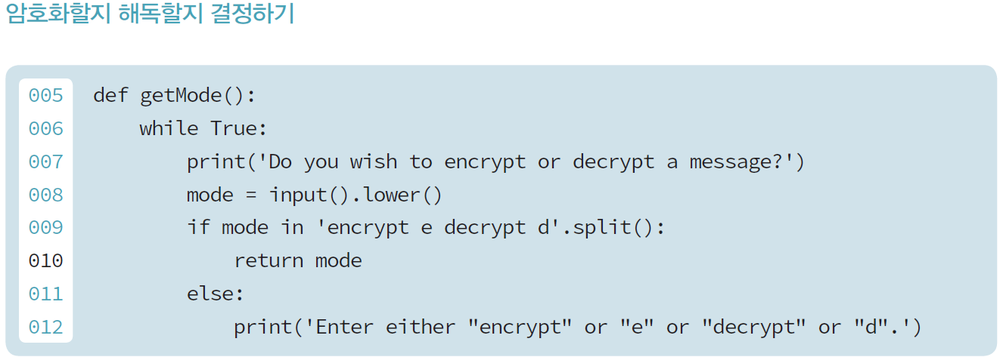 암호화할지 해독할지 결정하기
005 def getMode():
006     while True:
007         print('Do you wish to encrypt or decrypt a message?')
008         mode = input().lower()
009         if mode in 'encrypt e decrypt d'.split():
010             return mode
011         else:
012             print('Enter either "encrypt" or "e" or "decrypt" or "d".')